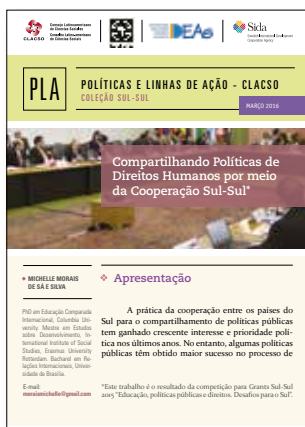 CLACSO
Consejo Latinoamericano
de Ciencias Sociales
Conselho Latino-americano
de Ciências Sociais
IDEAs
Sida
PLA
POLÍTICAS E LINHAS DE AÇÃO - CLACSO
COLEÇÃO SUL-SUL
MARÇO 2016
Compartilhando Políticas de
Direitos Humanos por meio
da Cooperação Sul-Sul*
MICHELLE MORAIS
DE SÁ E SILVA
PhD em Educação Comparada
Internacional, Columbia Uni-
versity. Mestre em Estudos
sobre Desenvolvimento, In-
ternational Institute of Social
Studies, Erasmus University
Rotterdam. Bacharel em Re-
lações Internacionais, Univer-
sidade de Brasília.
E-mail:
moraismichelle@gmail.com
❖ Apresentação
A prática da cooperação entre os países do
Sul para o compartilhamento de políticas públicas
tem ganhado crescente interesse e prioridade polí-
tica nos últimos anos. No entanto, algumas políticas
públicas têm obtido maior sucesso no processo de
*Este trabalho é o resultado da competição para Grants Sul-Sul
2015 "Educação, políticas públicas e direitos. Desafios para o Sul".